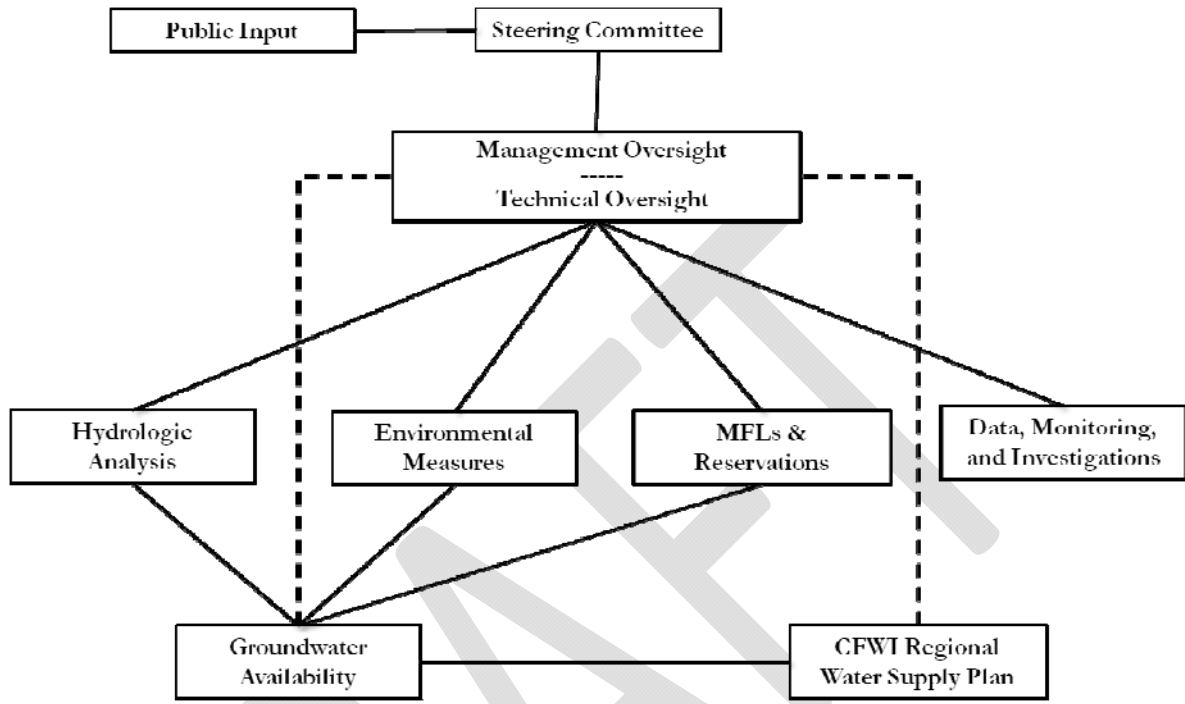 Public Input
Steering Committee
Management Oversight
-----
Technical Oversight
Hydrologic
Analysis
Environmental
Measures
MFLs &
Reservations
Data, Monitoring,
and Investigations
Groundwater
Availability
CFWI Regional
Water Supply Plan
DRAFT